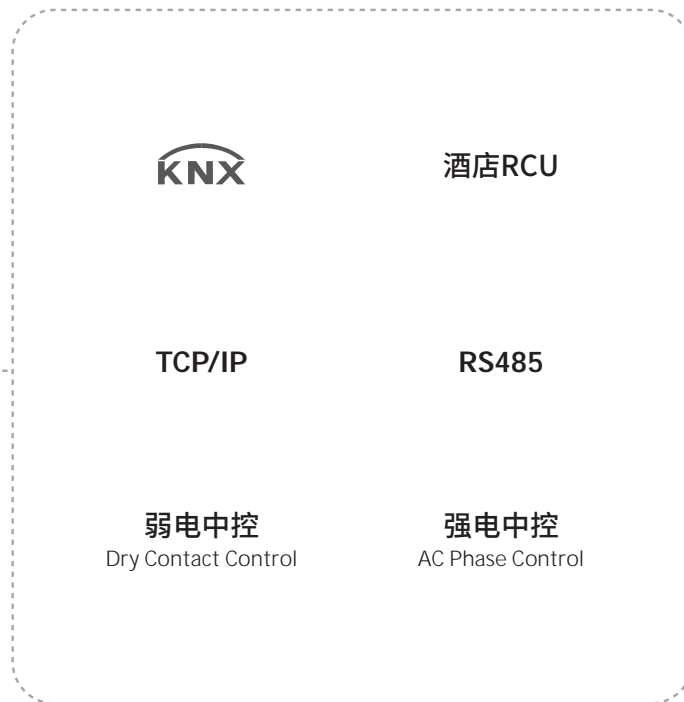 KNX
酒店RCU
TCP/IP
RS485
弱电中控
Dry Contact Control
强电中控
AC Phase Control